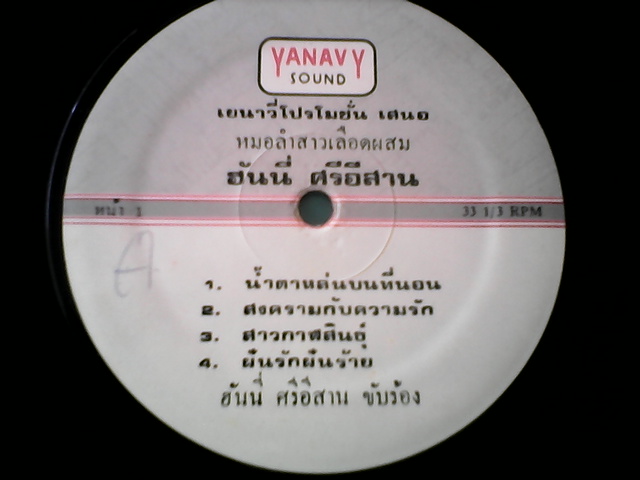 YANAVY
SOUND
เยนาวี่โปรโมชั่น เสนอ
หมอลำสาวเลือดผสม
ฮันนี่ ศรีอีสาน
หน้า 1 33 1/3 RPM
A
1. น้ำตาหล่นบนที่นอน
2. สงครามกับความรัก
3. สาวกาฬสินธุ์
4. ฝันรักฝันร้าย
ฮันนี่ ศรีอีสาน ขับร้อง